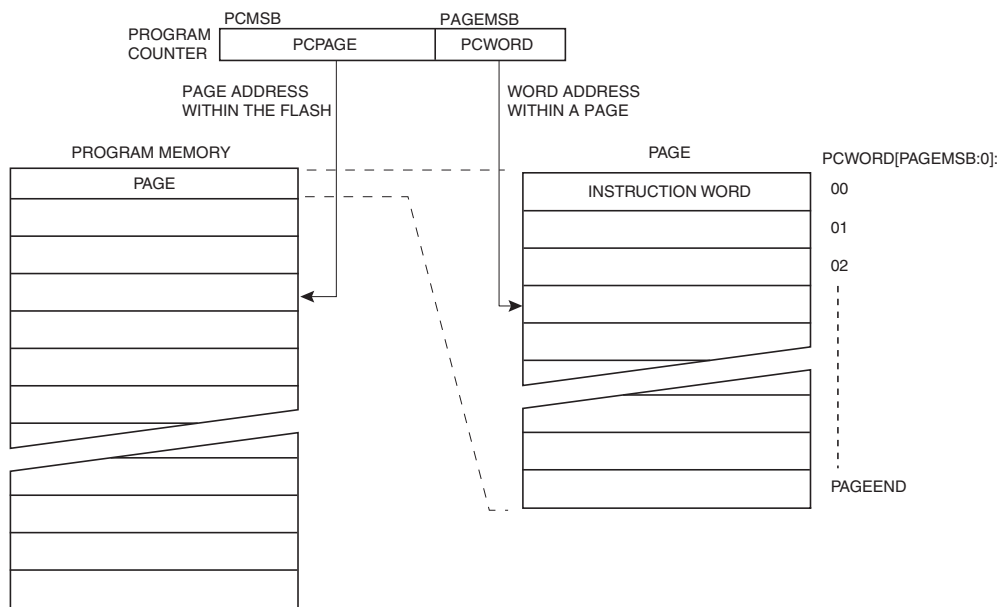 PCMSB
PAGEMSB
PROGRAM
COUNTER
PCPAGE
PCWORD
PAGE ADDRESS
WITHIN THE FLASH
WORD ADDRESS
WITHIN A PAGE
PROGRAM MEMORY
PAGE
PAGE
INSTRUCTION WORD
PCWORD[PAGEMSB:0]:
00
01
02
PAGEEND